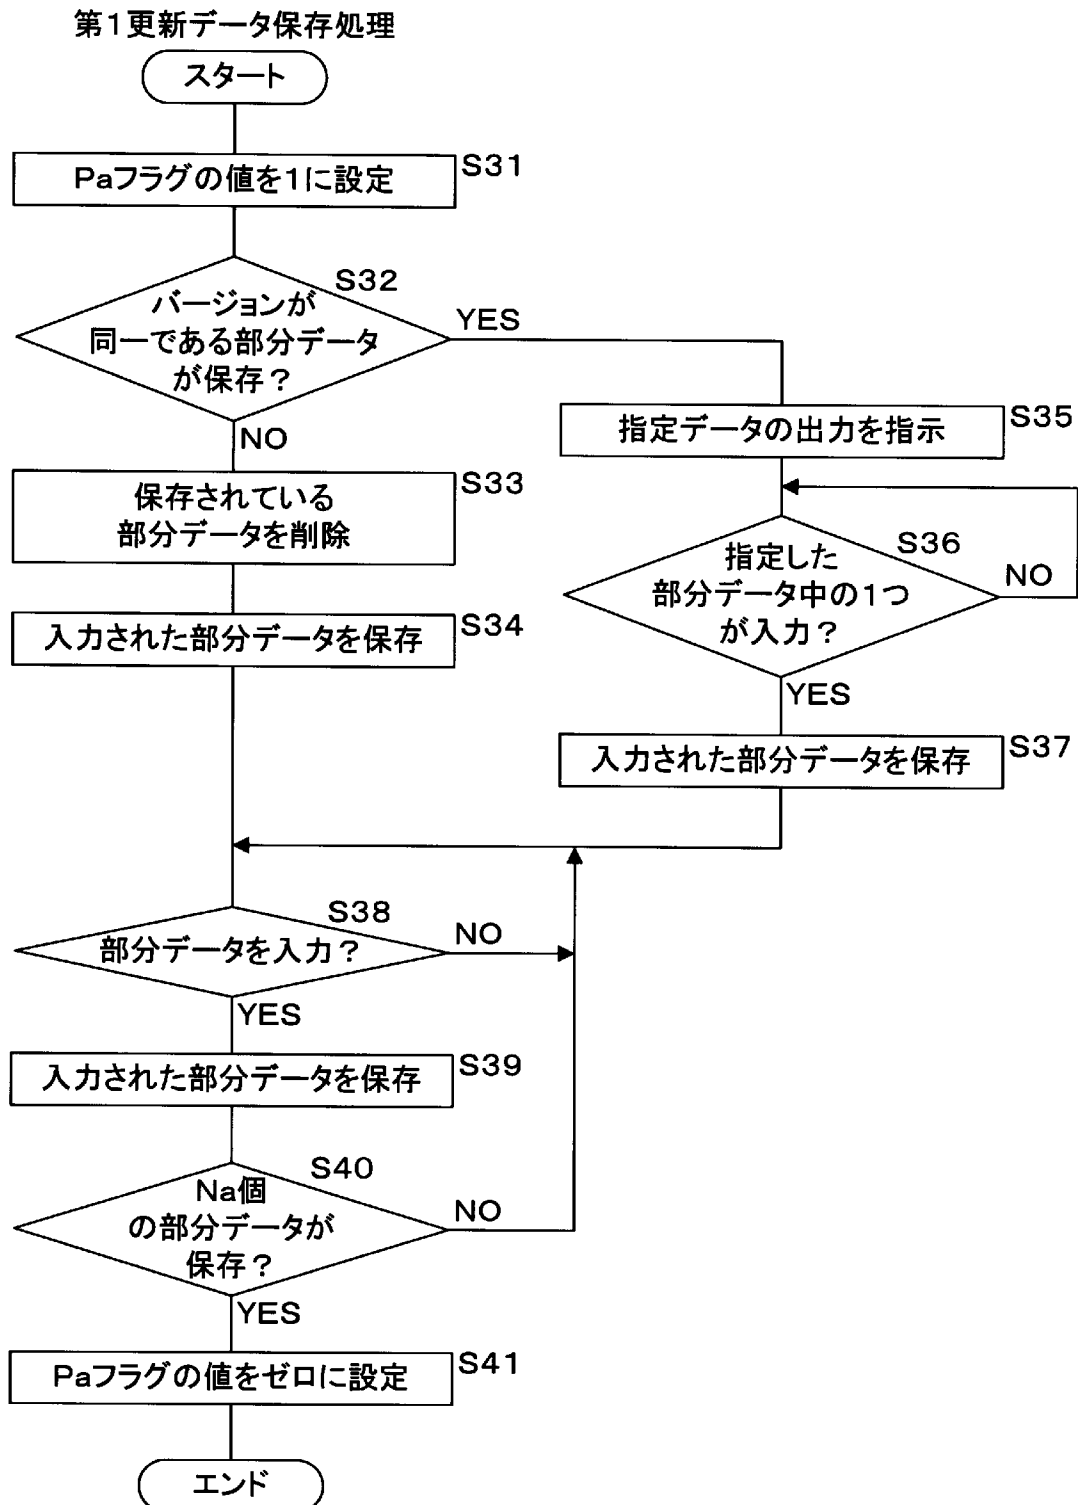 第1更新データ保存処理
スタート
Paフラグの値を1に設定
S31
S32
バージョンが
同一である部分データ
が保存？
YES
NO
保存されている
部分データを削除
S33
入力された部分データを保存
S34
指定データの出力を指示
S35
S36
指定した
部分データ中の1つ
が入力？
NO
YES
入力された部分データを保存
S37
S38
部分データを入力？
NO
YES
入力された部分データを保存
S39
S40
Na個
の部分データが
保存？
NO
YES
Paフラグの値をゼロに設定
S41
エンド